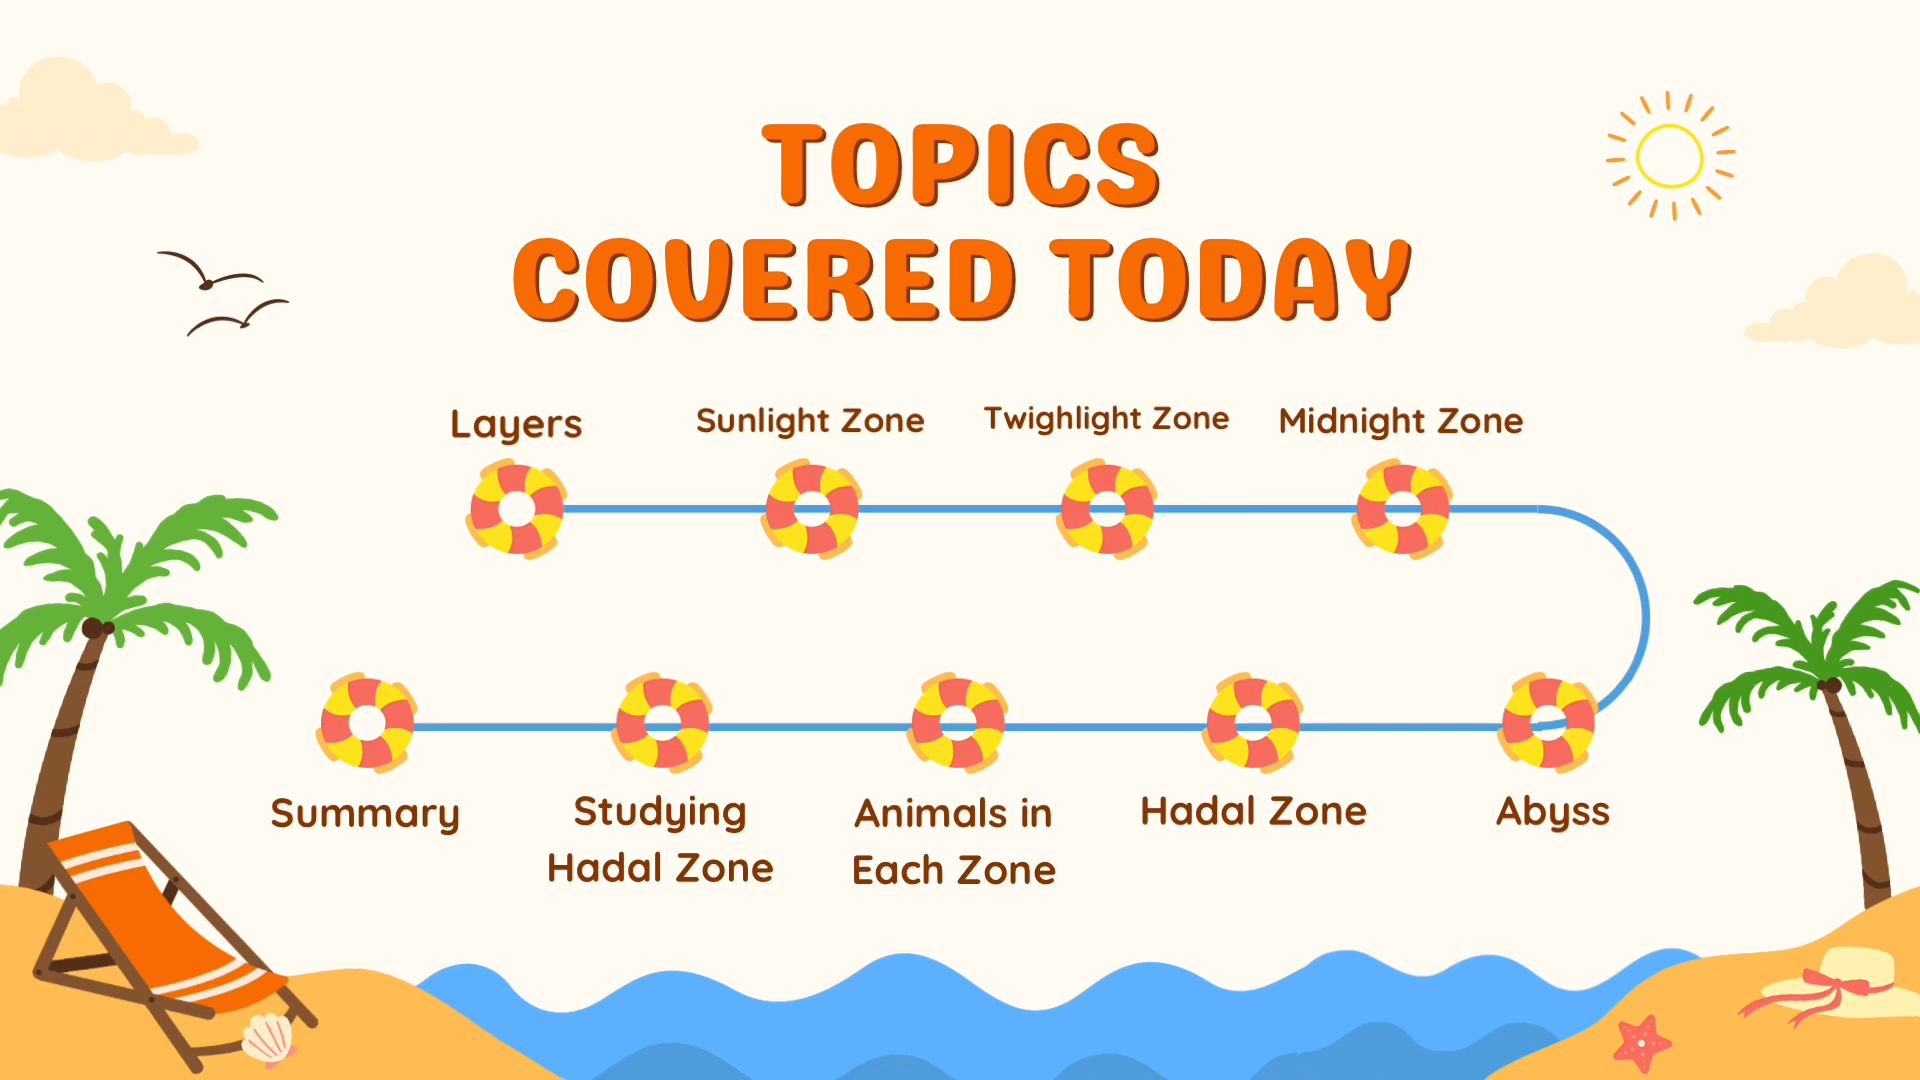 TOPICS
COVERED TODAY
Layers
Sunlight Zone
Twighlight Zone
Midnight Zone
Abyss
Hadal Zone
Animals in
Each Zone
Studying
Hadal Zone
Summary